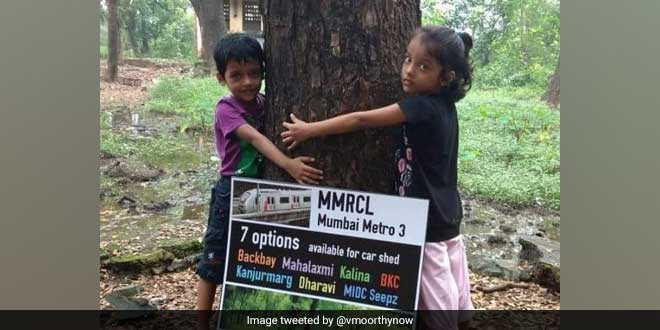 MMRCL
Mumbai Metro 3
7 options available for car shed
Backbay Mahalaxmi Kalina BKC
Kanjurmarg Dharavi MIDC Seepz
Image tweeted by @vmoorthynow